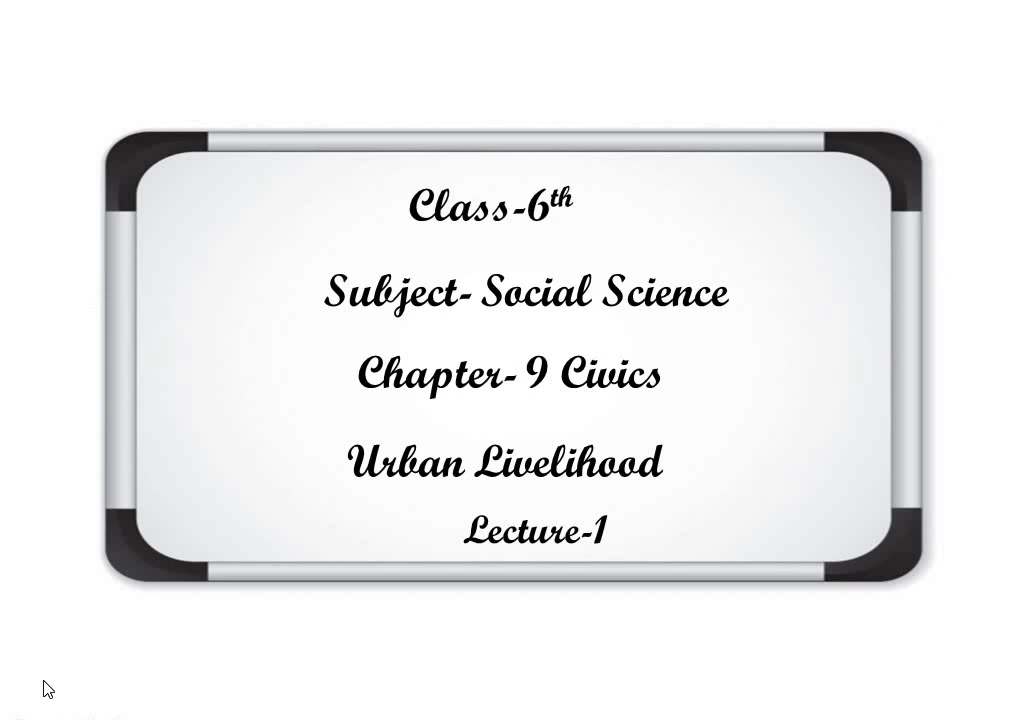 Class-6th
Subject- Social Science
Chapter- 9 Civics
Urban Livelihood
Lecture-1